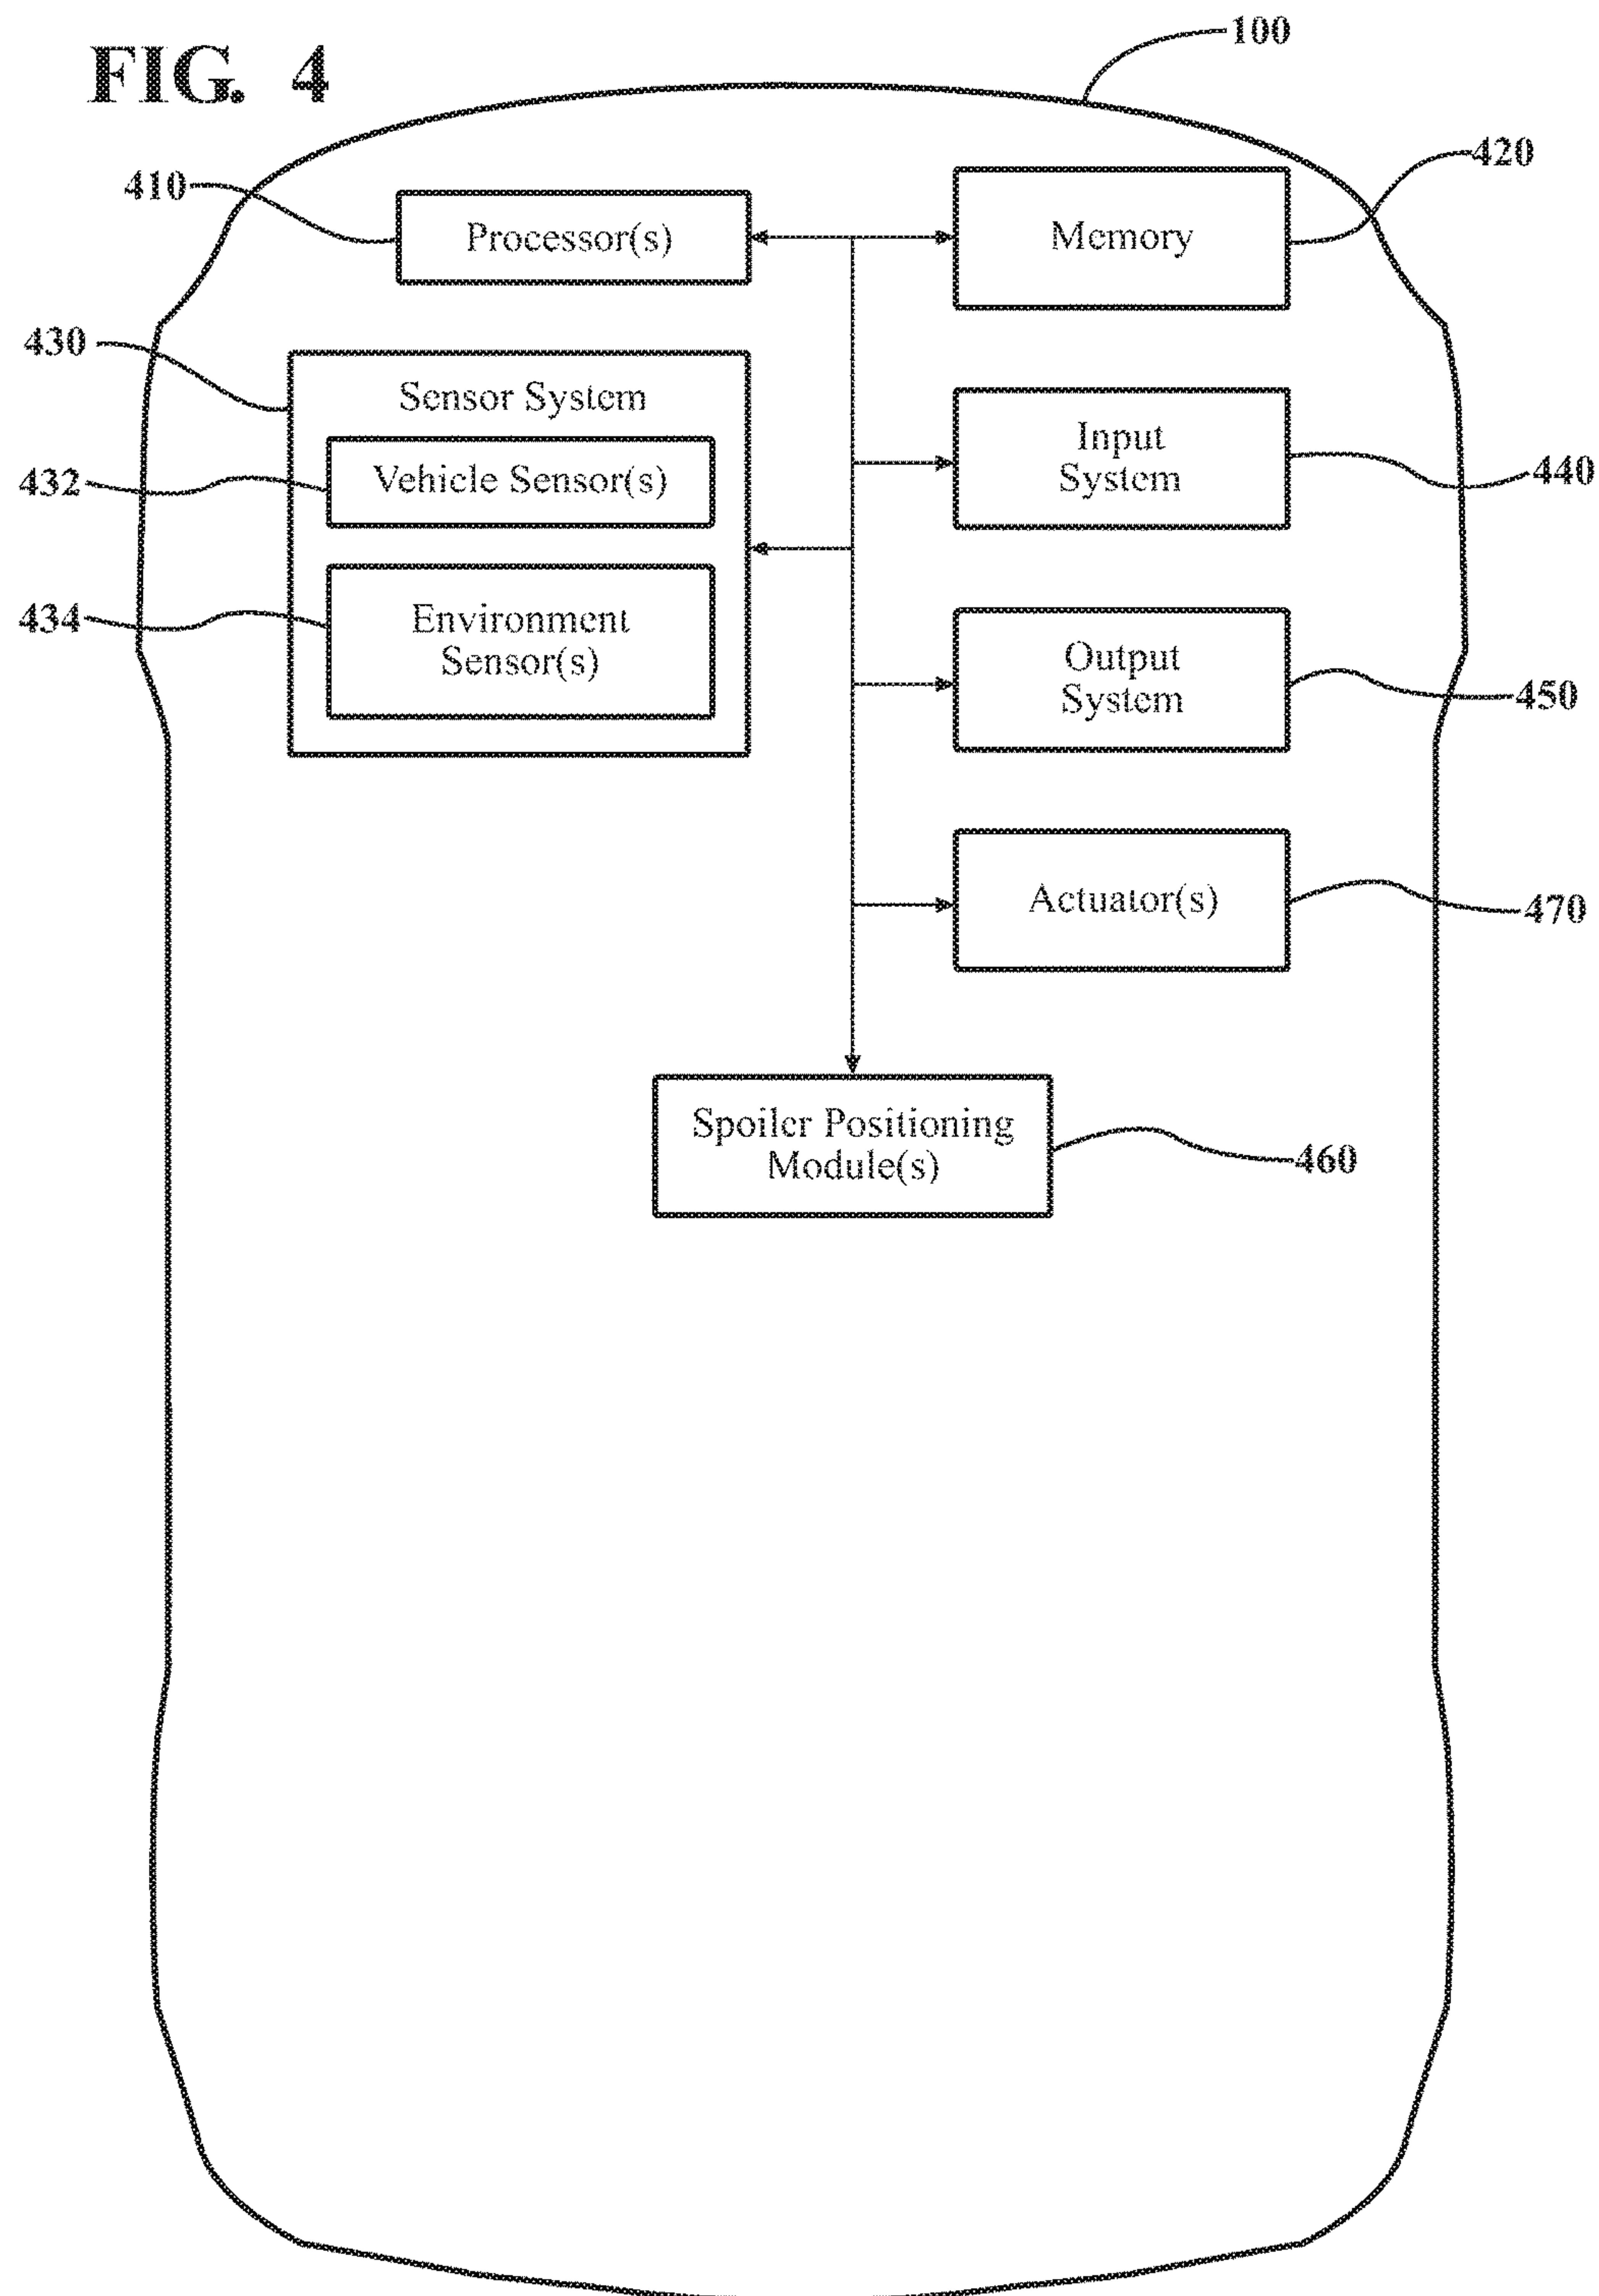 FIG. 4
100
410
Processor(s)
Memory
420
430
Sensor System
432
Vehicle Sensor(s)
434
Environment
Sensor(s)
Input
System
440
Output
System
450
Actuator(s)
470
Spoiler Positioning
Module(s)
460